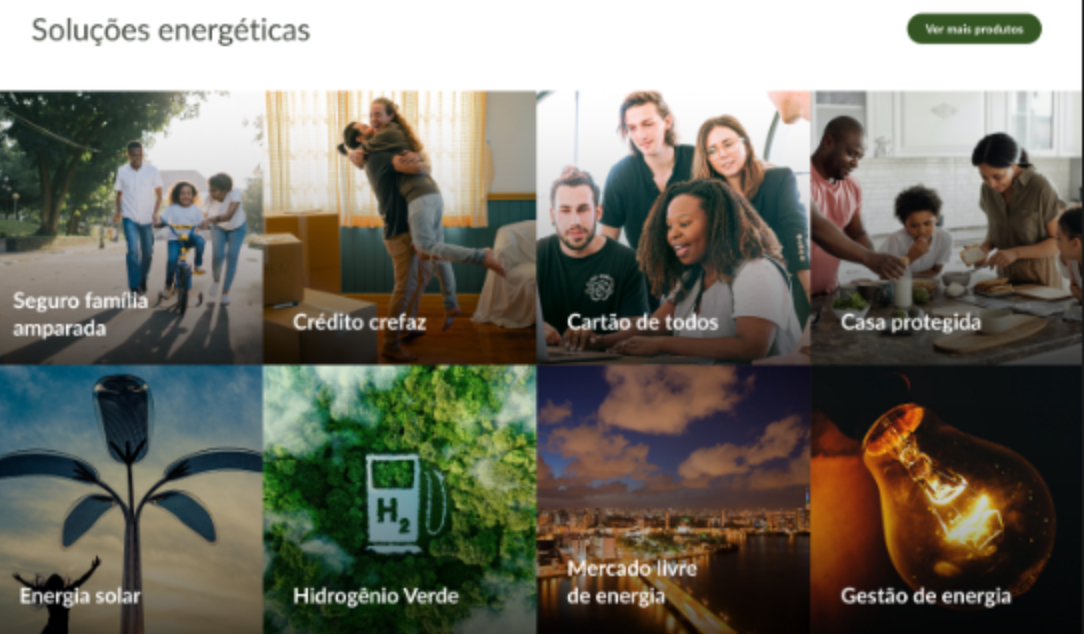 Soluções energéticas
Ver mais produtos
Seguro família
amparada
Crédito crefaz
Cartão de todos
Casa protegida
Energia solar
H2
Hidrogênio Verde
Mercado livre
de energia
Gestão de energia